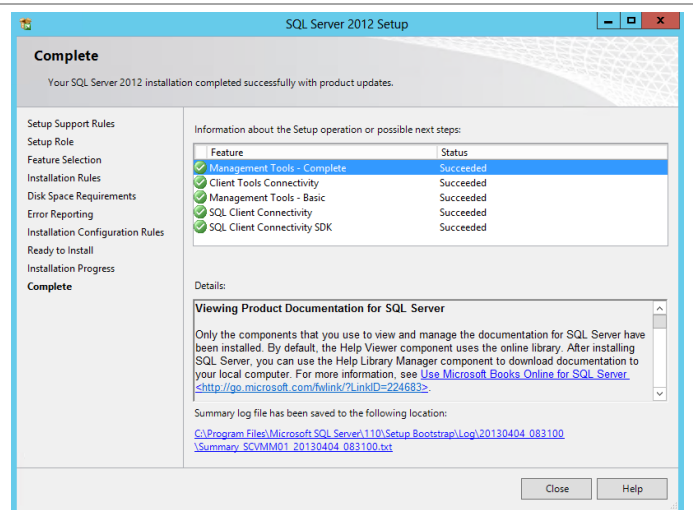 SQL Server 2012 Setup
Complete
Your SQL Server 2012 installation completed successfully with product updates.
Setup Support Rules
Setup Role
Feature Selection
Installation Rules
Disk Space Requirements
Error Reporting
Installation Configuration Rules
Ready to Install
Installation Progress
Complete
Information about the Setup operation or possible next steps:
Feature Status
Management Tools - Complete Succeeded
Client Tools Connectivity Succeeded
Management Tools - Basic Succeeded
SQL Client Connectivity Succeeded
SQL Client Connectivity SDK Succeeded
Details:
Viewing Product Documentation for SQL Server
Only the components that you use to view and manage the documentation for SQL Server have
been installed. By default, the Help Viewer component uses the online library. After installing
SQL Server, you can use the Help Library Manager component to download documentation to
your local computer. For more information, see Use Microsoft Books Online for SQL Server
<http://go.microsoft.com/fwlink/?LinkID=224683>.
Summary log file has been saved to the following location:
C:\Program Files\Microsoft SQL Server\110\Setup Bootstrap\Log\20130404_083100
\Summary_SCVMM01_20130404_083100.txt
Close Help